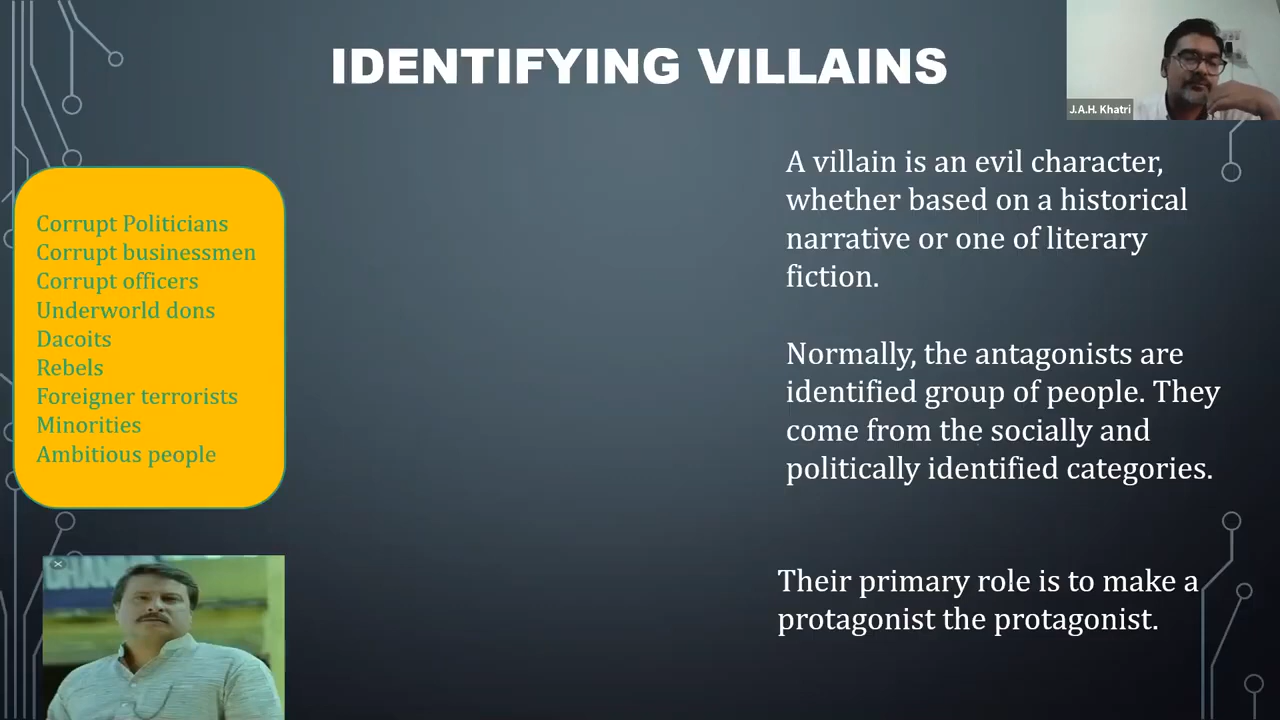 IDENTIFYING VILLAINS
J.A.H. Khatri
Corrupt Politicians
Corrupt businessmen
Corrupt officers
Underworld dons
Dacoits
Rebels
Foreigner terrorists
Minorities
Ambitious people
A villain is an evil character,
whether based on a historical
narrative or one of literary
fiction.
Normally, the antagonists are
identified group of people. They
come from the socially and
politically identified categories.
Their primary role is to make a
protagonist the protagonist.